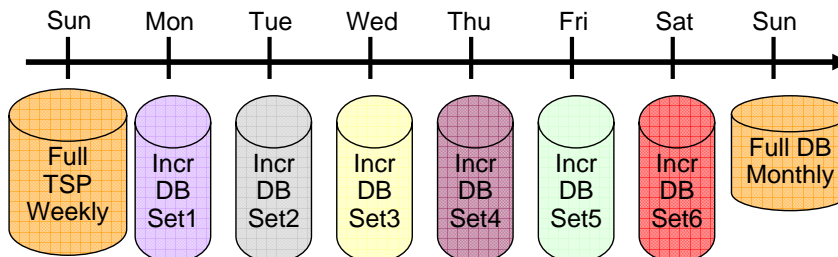 Sun Mon Tue Wed Thu Fri Sat Sun
Full
TSP
Weekly
Incr
DB
Set1
Incr
DB
Set2
Incr
DB
Set3
Incr
DB
Set4
Incr
DB
Set5
Incr
DB
Set6
Full DB
Monthly